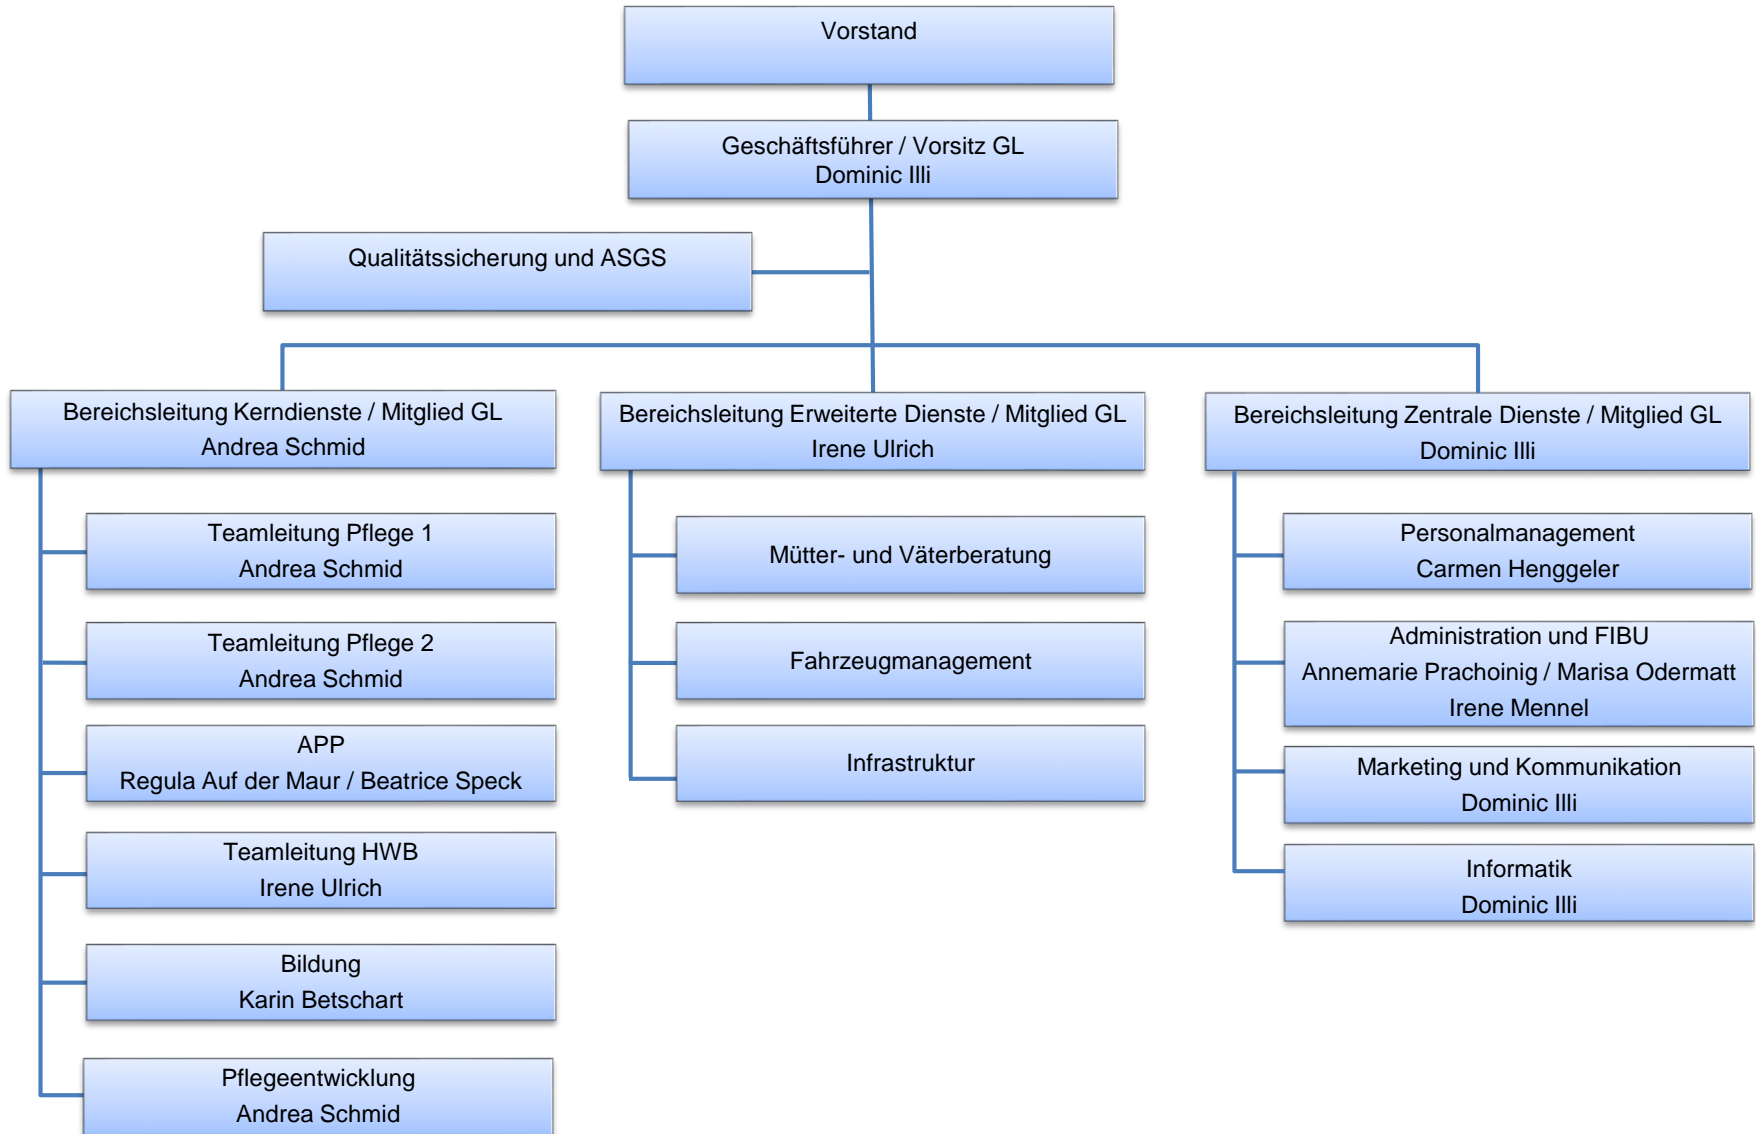 Vorstand
Geschäftsführer / Vorsitz GL
Dominic Illi
Qualitätssicherung und ASGS
Bereichsleitung Kerndienste / Mitglied GL
Andrea Schmid
Teamleitung Pflege 1
Andrea Schmid
Teamleitung Pflege 2
Andrea Schmid
APP
Regula Auf der Maur / Beatrice Speck
Teamleitung HWB
Irene Ulrich
Bildung
Karin Betschart
Pflegeentwicklung
Andrea Schmid
Bereichsleitung Erweiterte Dienste / Mitglied GL
Irene Ulrich
Mütter- und Väterberatung
Fahrzeugmanagement
Infrastruktur
Bereichsleitung Zentrale Dienste / Mitglied GL
Dominic Illi
Personalmanagement
Carmen Henggeler
Administration und FIBU
Annemarie Prachoinig / Marisa Odermatt
Irene Mennel
Marketing und Kommunikation
Dominic Illi
Informatik
Dominic Illi